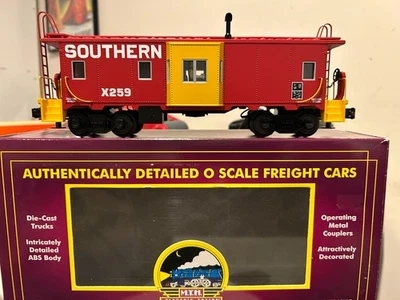 SOUTHERN
X259
AUTHENTICALLY DETAILED O SCALE FREIGHT CARS
Die-Cast
Trucks
Intricately
Detailed
ABS Body
Operating
Metal
Couplers
Attractively
Decorated
M.T.H.